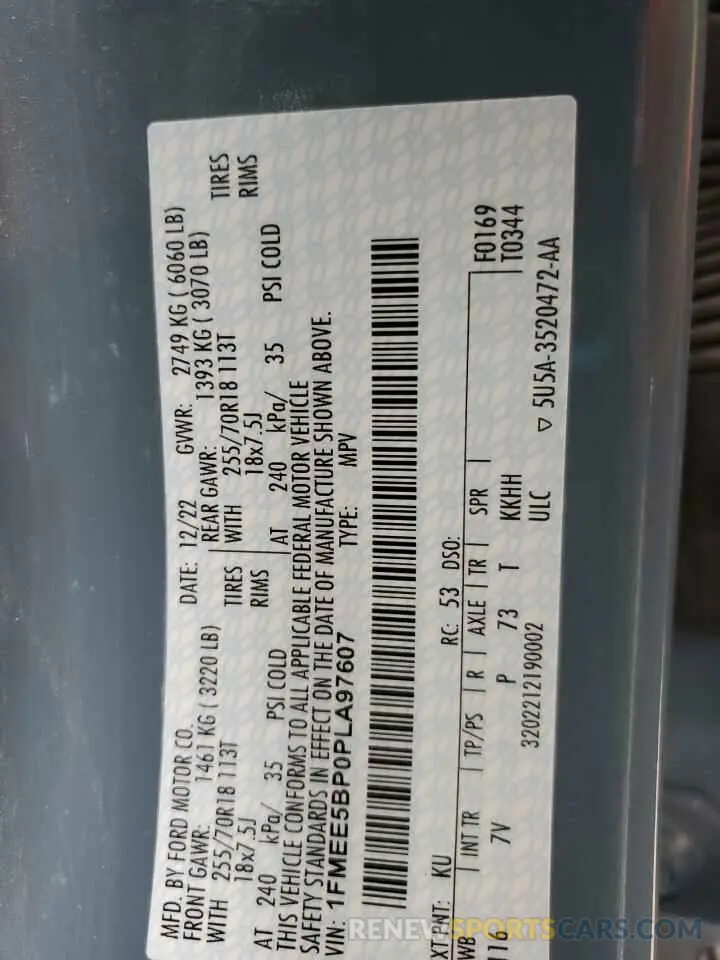 MFD. BY FORD MOTOR CO. DATE: 12/22 GVWR: 2749 KG ( 6060 LB)
FRONT GAWR: 1461 KG ( 3220 LB) REAR GAWR: 1393 KG ( 3070 LB)
WITH 255/70R18 113T TIRES WITH 255/70R18 113T TIRES
18x7.5J RIMS 18x7.5J RIMS
AT 240 kPa/ 35 PSI COLD AT 240 kPa/ 35 PSI COLD
THIS VEHICLE CONFORMS TO ALL APPLICABLE FEDERAL MOTOR VEHICLE
SAFETY STANDARDS IN EFFECT ON THE DATE OF MANUFACTURE SHOWN ABOVE.
VIN: 1FMEE5BP0PLA97607 TYPE: MPV
XT PNT: KU RC: 53 DSO:
WB INT TR TP/PS R AXLE TR SPR F0169
116 7V P 73 T KKHH T0344
3202212190002 ULC
▽ 5U5A-3520472-AA
RENEWSPORTSCAR.COM